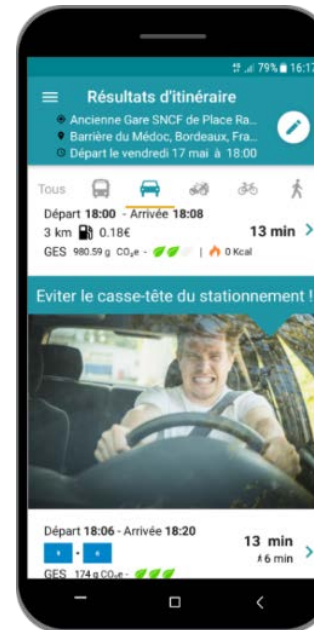 79% 16:17
Résultats d'itinéraire
Ancienne Gare SNCF de Place Ra...
Barrière du Médoc, Bordeaux, Fra...
Départ le vendredi 17 mai à 18:00
Tous
Départ 18:00 - Arrivée 18:08
3 km 0.18€ 13 min >
GES 980.59 g CO₂e - | 0 Kcal
Eviter le casse-tête du stationnement !
Départ 18:06 - Arrivée 18:20
13 min >
6 min
GES 174 g CO₂e -